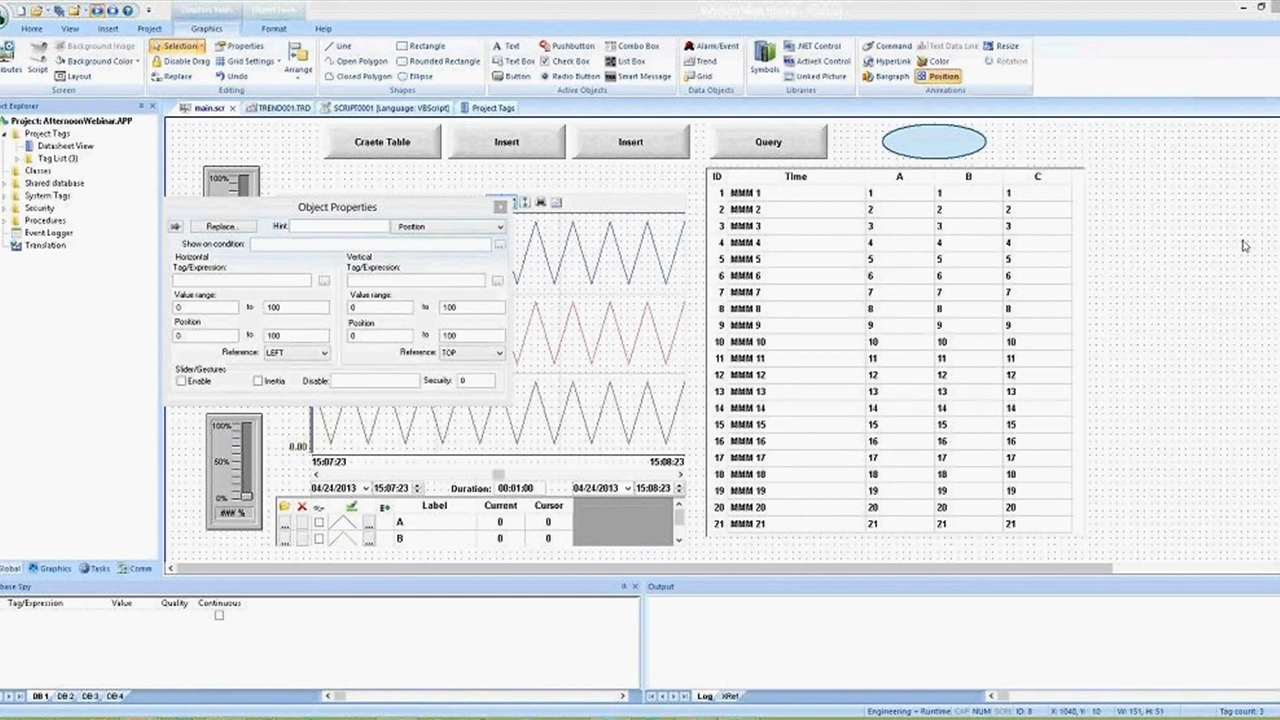 Home View Insert Project Graphics Format Help
Background Image
Script Background Color
Layout
Screen
Selection Properties
Disable Drag Grid Settings
Replace Undo Arrange
Editing
Line Rectangle
Open Polygon Rounded Rectangle
Closed Polygon Ellipse
Shapes
Text Pushbutton Combo Box
Text Box Check Box List Box
Button Radio Button Smart Message
Active Objects
Alarm/Event
Trend
Grid
Data Objects
Symbols .NET Control
ActiveX Control
Linked Picture
Libraries
Command Text Data Link Resize
HyperLink Color Rotation
Bargraph Position
Animations
main.scr TREND001.TRD SCRIPT0001 [Language: VBScript] Project Tags
Project: AfternoonWebinar.APP
Project Tags
Datasheet View
Tag List (3)
Classes
Shared database
System Tags
Security
Procedures
Event Logger
Translation
Global Graphics Tasks Comm
Craete Table Insert Insert Query
100%
Object Properties
Replace... Hint: Position
Show on condition:
Horizontal Vertical
Tag/Expression: Tag/Expression:
Value range: Value range:
0 to 100 0 to 100
Position Position
0 to 100 0 to 100
Reference: LEFT Reference: TOP
Slider/Gestures
Enable Inertia Disable: Security: 0
100%
50%
0%
### %
0.00
15:07:23 15:08:23
04/24/2013 15:07:23 Duration: 00:01:00 04/24/2013 15:08:23
Label Current Cursor
... ... A 0 0
... ... B 0 0
ID Time A B C
1 MMM 1 1 1 1
2 MMM 2 2 2 2
3 MMM 3 3 3 3
4 MMM 4 4 4 4
5 MMM 5 5 5 5
6 MMM 6 6 6 6
7 MMM 7 7 7 7
8 MMM 8 8 8 8
9 MMM 9 9 9 9
10 MMM 10 10 10 10
11 MMM 11 11 11 11
12 MMM 12 12 12 12
13 MMM 13 13 13 13
14 MMM 14 14 14 14
15 MMM 15 15 15 15
16 MMM 16 16 16 16
17 MMM 17 17 17 17
18 MMM 18 18 18 18
19 MMM 19 19 19 19
20 MMM 20 20 20 20
21 MMM 21 21 21 21
Spy Output
Tag/Expression Value Quality Continuous
DB 1 DB 2 DB 3 DB 4 Log XRef
Engineering + Runtime CAP NUM SCRL ID: 8 X: 1040, Y: 10 W: 151, H: 51 Tag count: 3